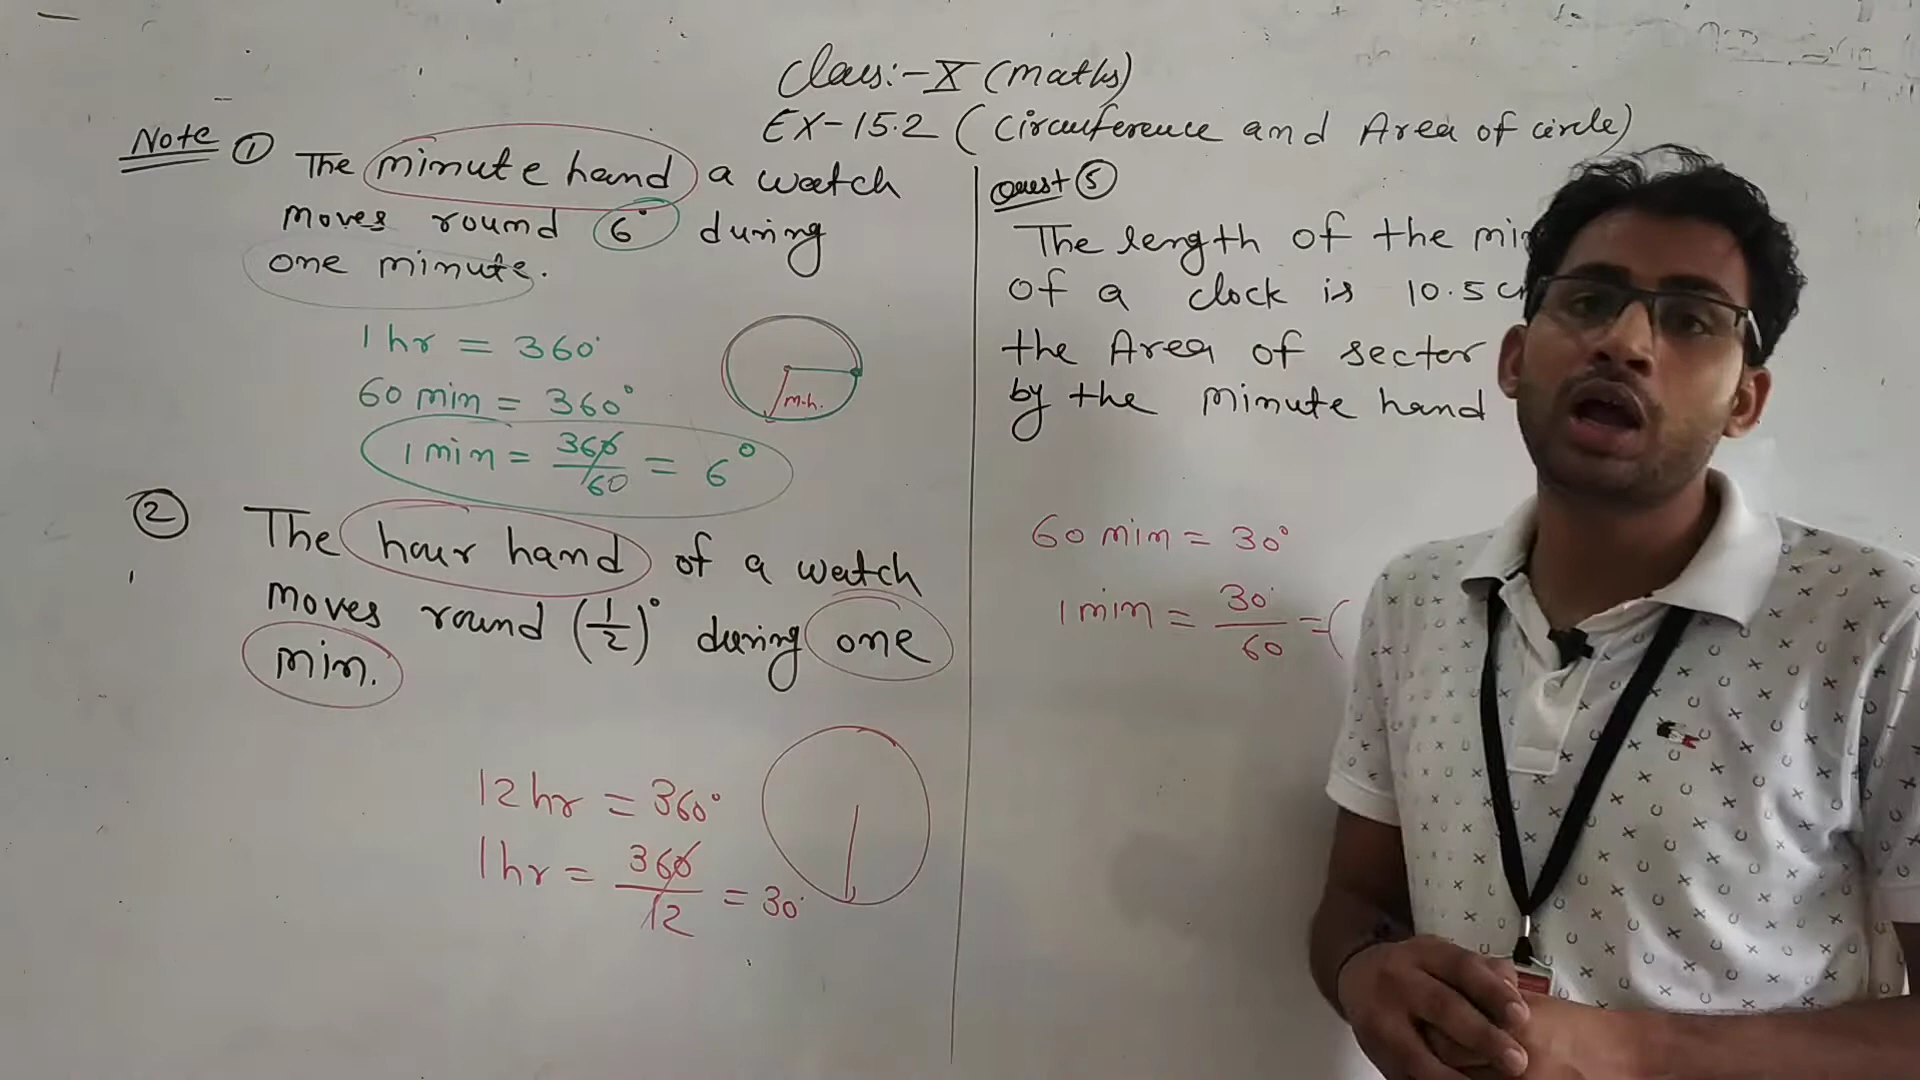 Class:- X (maths)
EX-15.2 (Circumference and Area of circle)
Note ① The minute hand a watch
moves round 6° during
one minute.
1 hr = 360°
60 min = 360°
1 min = 360/60 = 6°
m.h.
② The hour hand of a watch
moves round (1/2)° during one
min.
12 hr = 360°
1 hr = 360/12 = 30°
Quest ⑤
The length of the
of a clock is 10.5
the Area of sector
by the minute hand
60 min = 30°
1 min = 30°/60 = (